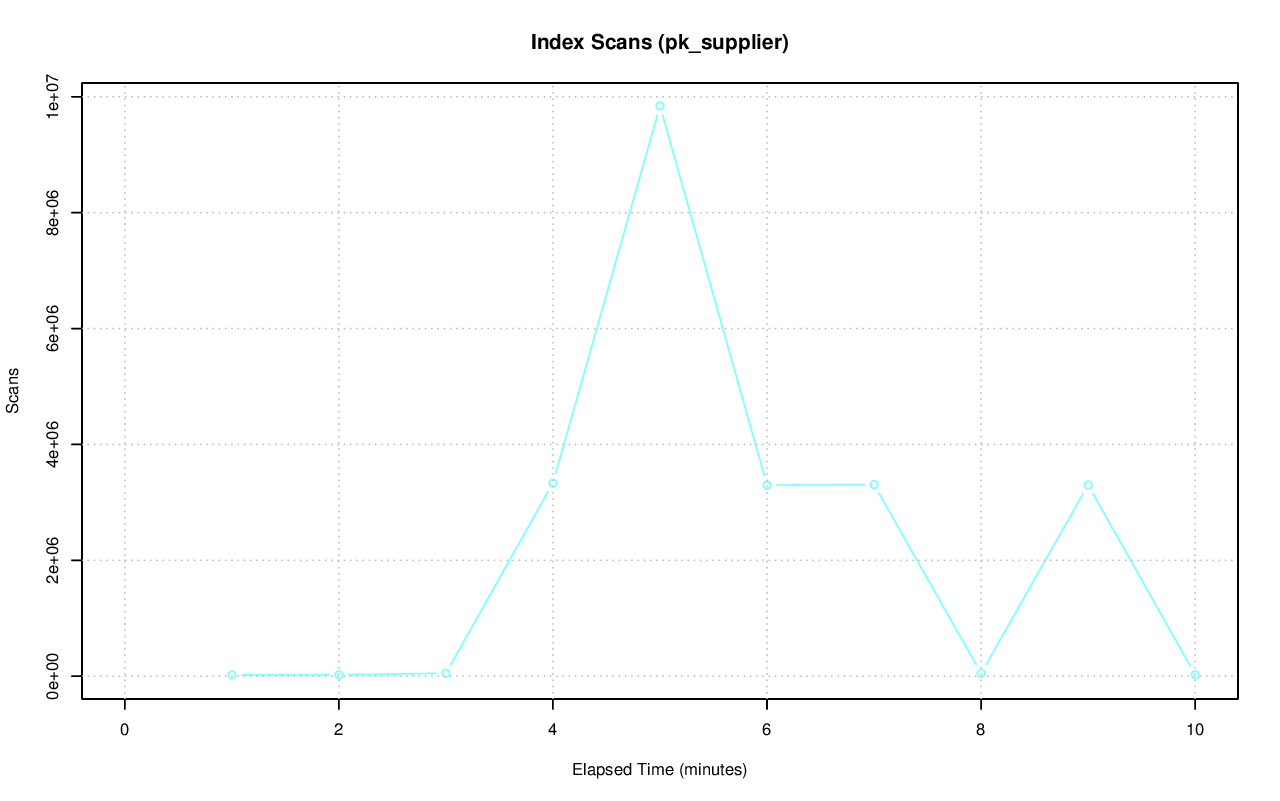 Index Scans (pk_supplier)
1e+07
8e+06
6e+06
4e+06
2e+06
0e+00
Scans
0 2 4 6 8 10
Elapsed Time (minutes)